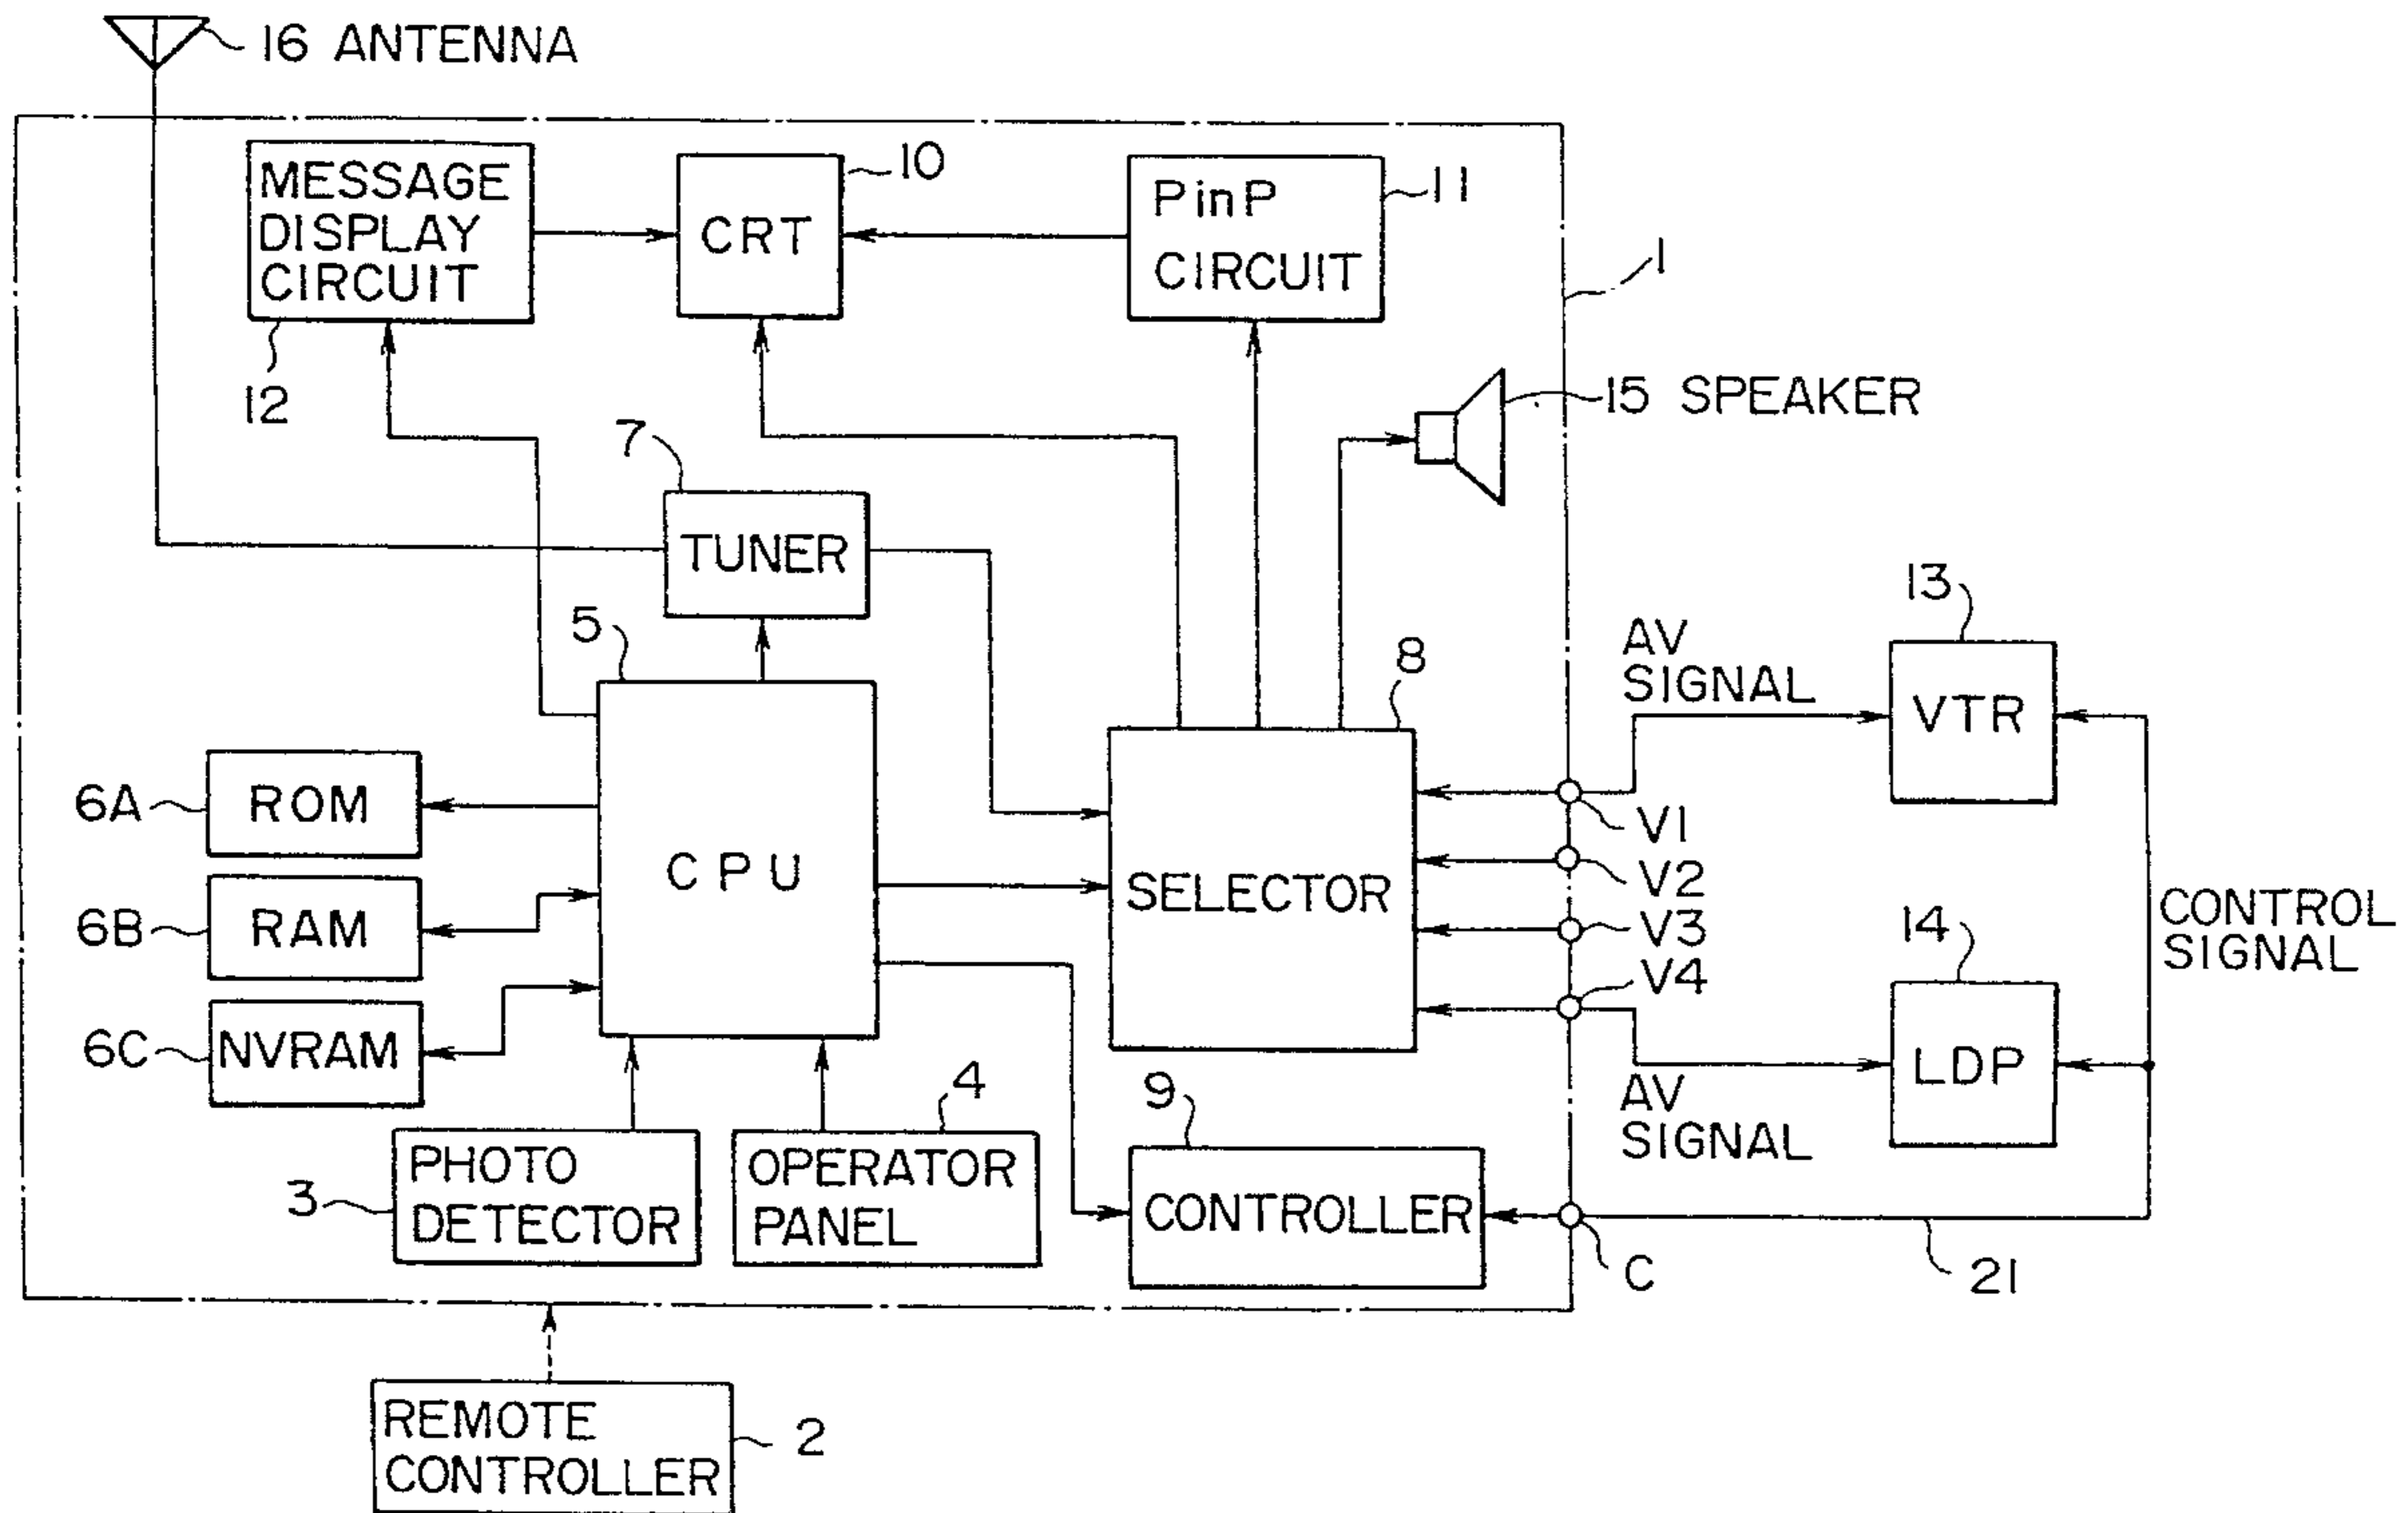 16 ANTENNA
MESSAGE
DISPLAY
CIRCUIT
12
CRT
10
PinP
CIRCUIT
11
1
15 SPEAKER
7
TUNER
5
CPU
8
SELECTOR
AV
SIGNAL
13
VTR
6A
ROM
6B
RAM
6C
NVRAM
V1
V2
V3
V4
14
LDP
CONTROL
SIGNAL
AV
SIGNAL
3
PHOTO
DETECTOR
4
OPERATOR
PANEL
9
CONTROLLER
C
21
REMOTE
CONTROLLER
2